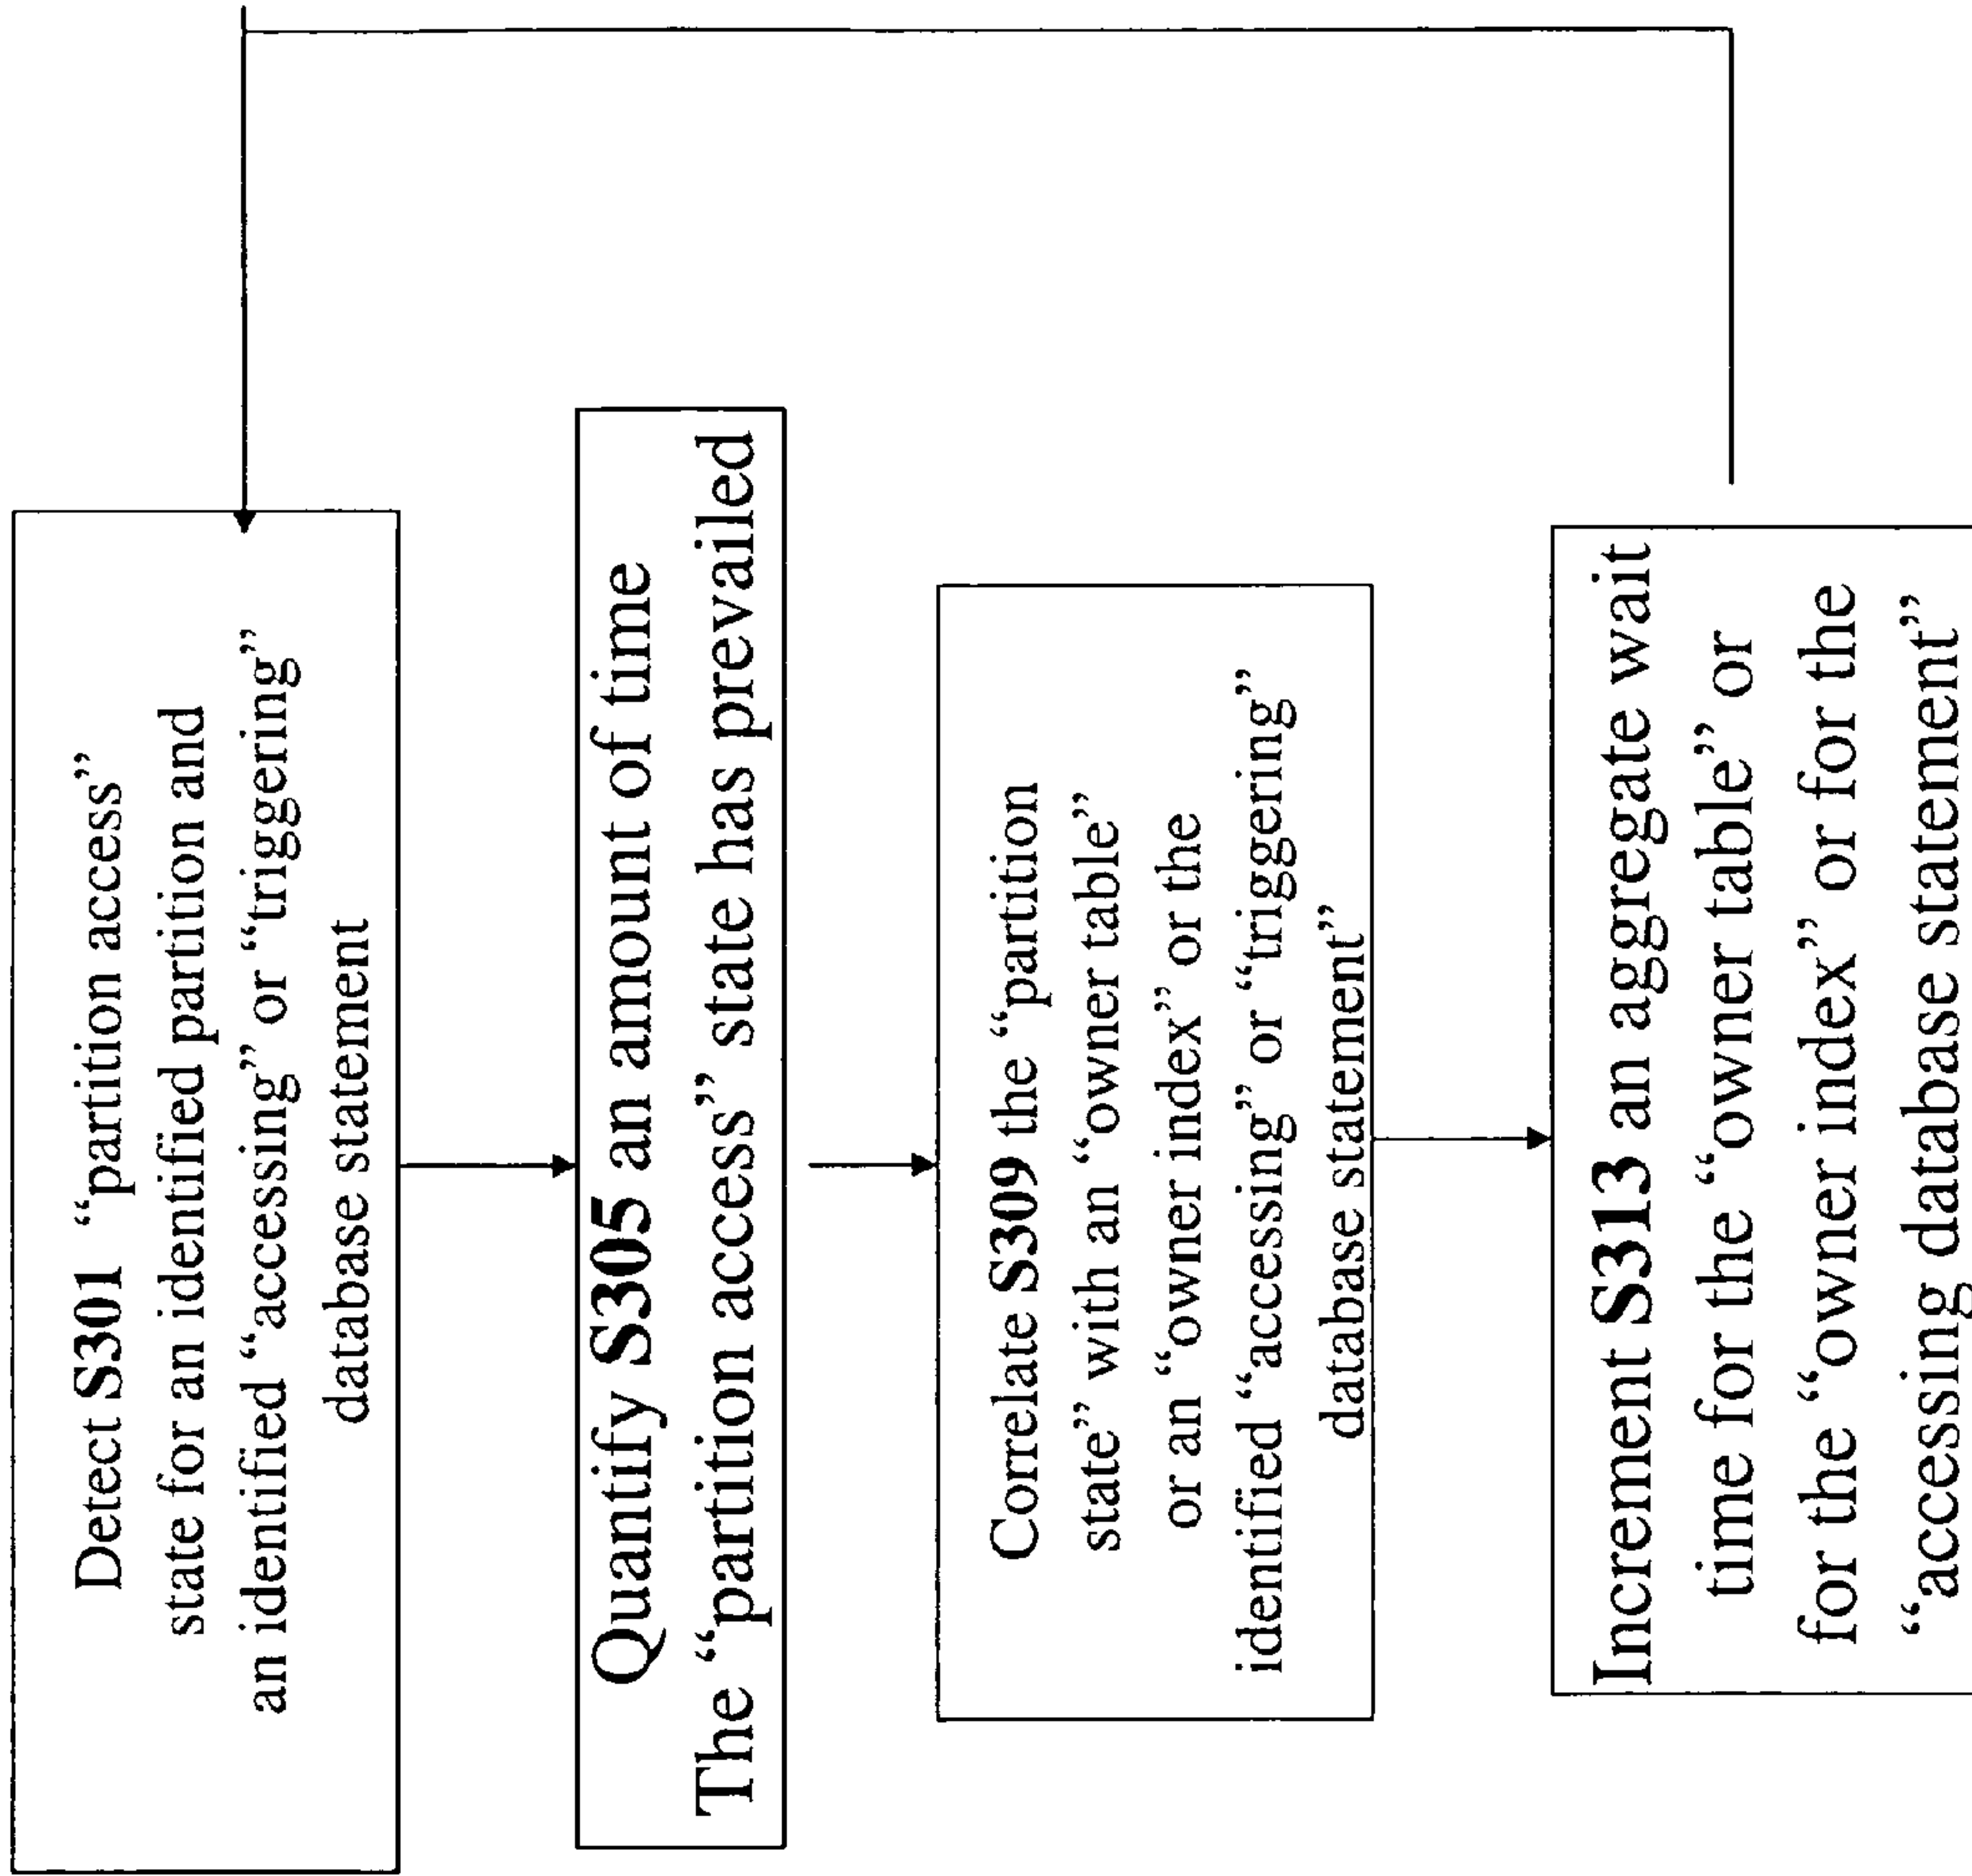 Detect S301 “partition access”
state for an identified partition and
an identified “accessing” or “triggering”
database statement
Quantify S305 an amount of time
The “partition access” state has prevailed
Correlate S309 the “partition
state” with an “owner table”
or an “owner index” or the
identified “accessing” or “triggering”
database statement”
Increment S313 an aggregate wait
time for the “owner table” or
for the “owner index” or for the
“accessing database statement”